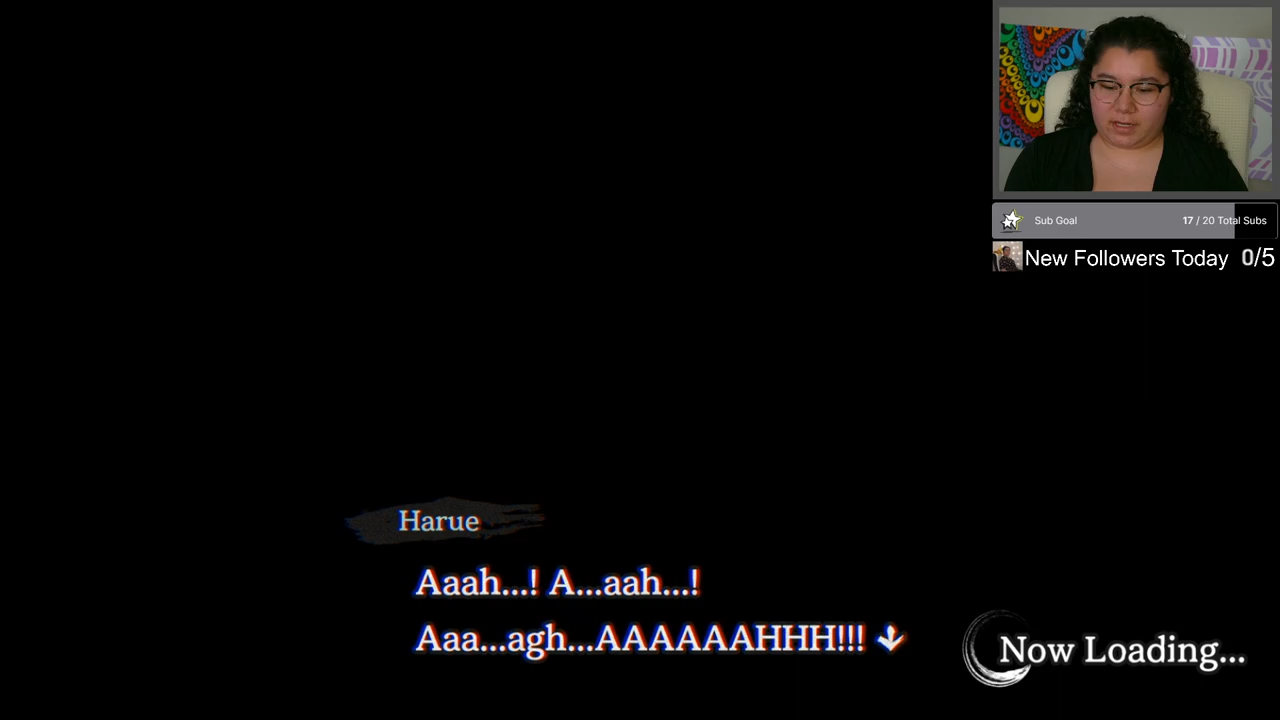 Sub Goal
17 / 20 Total Subs
New Followers Today 0/5
Harue
Aaah...! A...aah...!
Aaa...agh...AAAAAAHHH!!!
Now Loading...